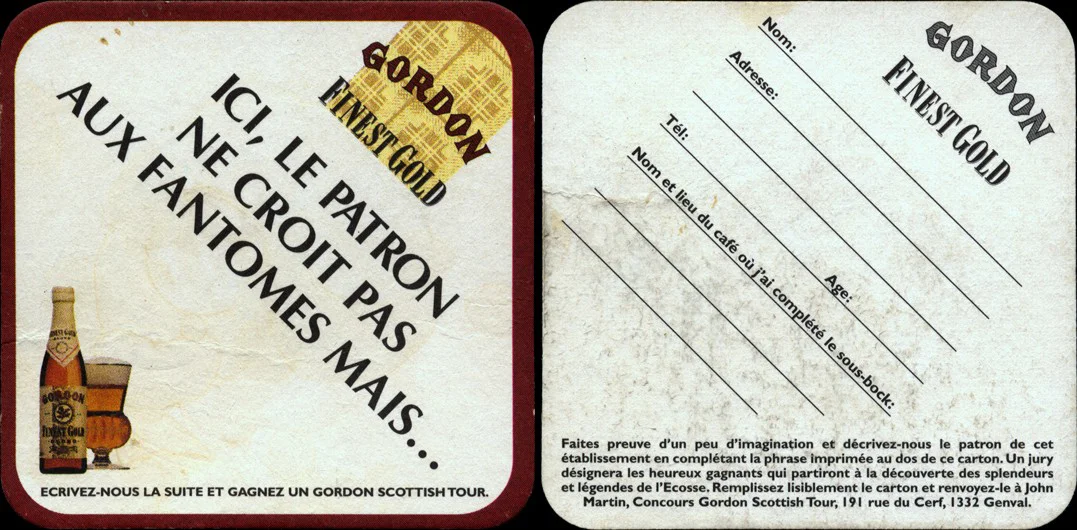 GORDON
FINEST GOLD
ICI, LE PATRON
NE CROIT PAS
AUX FANTOMES MAIS...
GORDON
FINEST GOLD
ECRIVEZ-NOUS LA SUITE ET GAGNEZ UN GORDON SCOTTISH TOUR.
GORDON
FINEST GOLD
Nom:
Adresse:
Tél:
Age:
Nom et lieu du café où j'ai complété le sous-bock:
Faites preuve d'un peu d'imagination et décrivez-nous le patron de cet
établissement en complétant la phrase imprimée au dos de ce carton. Un jury
désignera les heureux gagnants qui partiront à la découverte des splendeurs
et légendes de l'Ecosse. Remplissez lisiblement le carton et renvoyez-le à John
Martin, Concours Gordon Scottish Tour, 191 rue du Cerf, 1332 Genval.